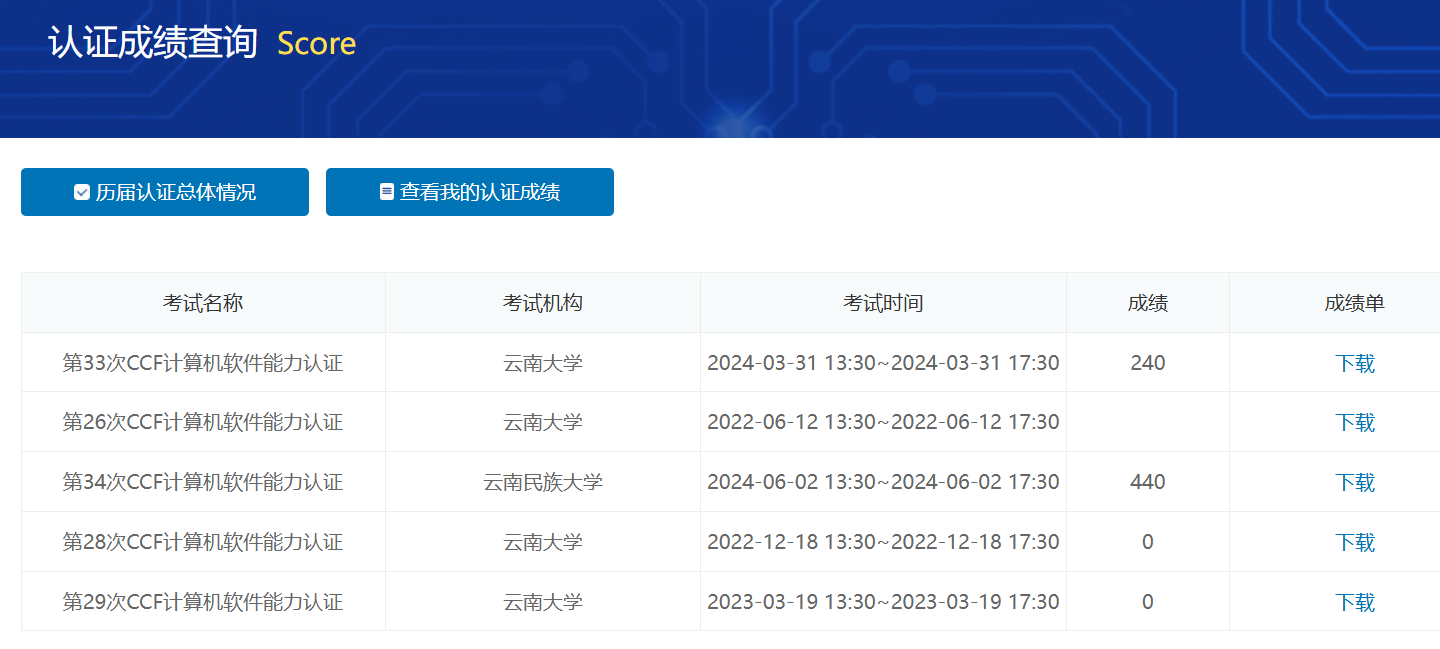 认证成绩查询 Score
历届认证总体情况 查看我的认证成绩
考试名称 考试机构 考试时间 成绩 成绩单
第33次CCF计算机软件能力认证 云南大学 2024-03-31 13:30~2024-03-31 17:30 240 下载
第26次CCF计算机软件能力认证 云南大学 2022-06-12 13:30~2022-06-12 17:30 下载
第34次CCF计算机软件能力认证 云南民族大学 2024-06-02 13:30~2024-06-02 17:30 440 下载
第28次CCF计算机软件能力认证 云南大学 2022-12-18 13:30~2022-12-18 17:30 0 下载
第29次CCF计算机软件能力认证 云南大学 2023-03-19 13:30~2023-03-19 17:30 0 下载